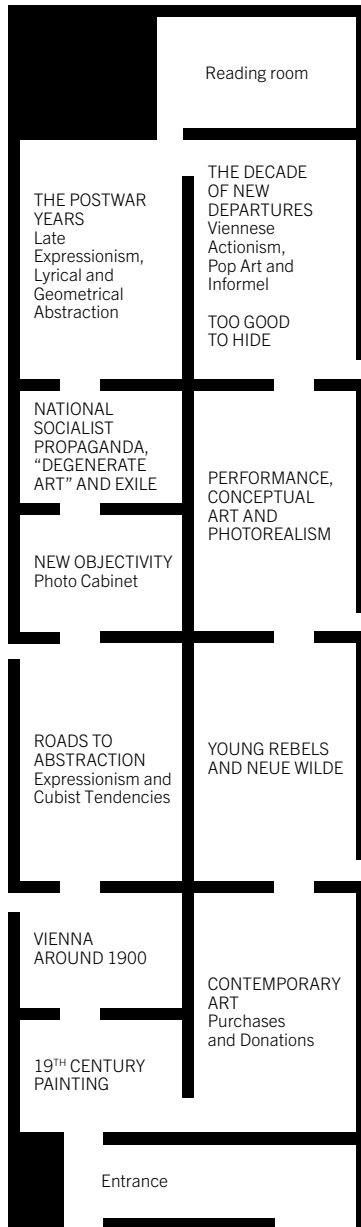 Reading room
THE POSTWAR
YEARS
Late
Expressionism,
Lyrical and
Geometrical
Abstraction
THE DECADE
OF NEW
DEPARTURES
Viennese
Actionism,
Pop Art and
Informel
TOO GOOD
TO HIDE
NATIONAL
SOCIALIST
PROPAGANDA,
“DEGENERATE
ART” AND EXILE
PERFORMANCE,
CONCEPTUAL
ART AND
PHOTOREALISM
NEW OBJECTIVITY
Photo Cabinet
ROADS TO
ABSTRACTION
Expressionism and
Cubist Tendencies
YOUNG REBELS
AND NEUE WILDE
VIENNA
AROUND 1900
CONTEMPORARY
ART
Purchases
and Donations
19TH CENTURY
PAINTING
Entrance